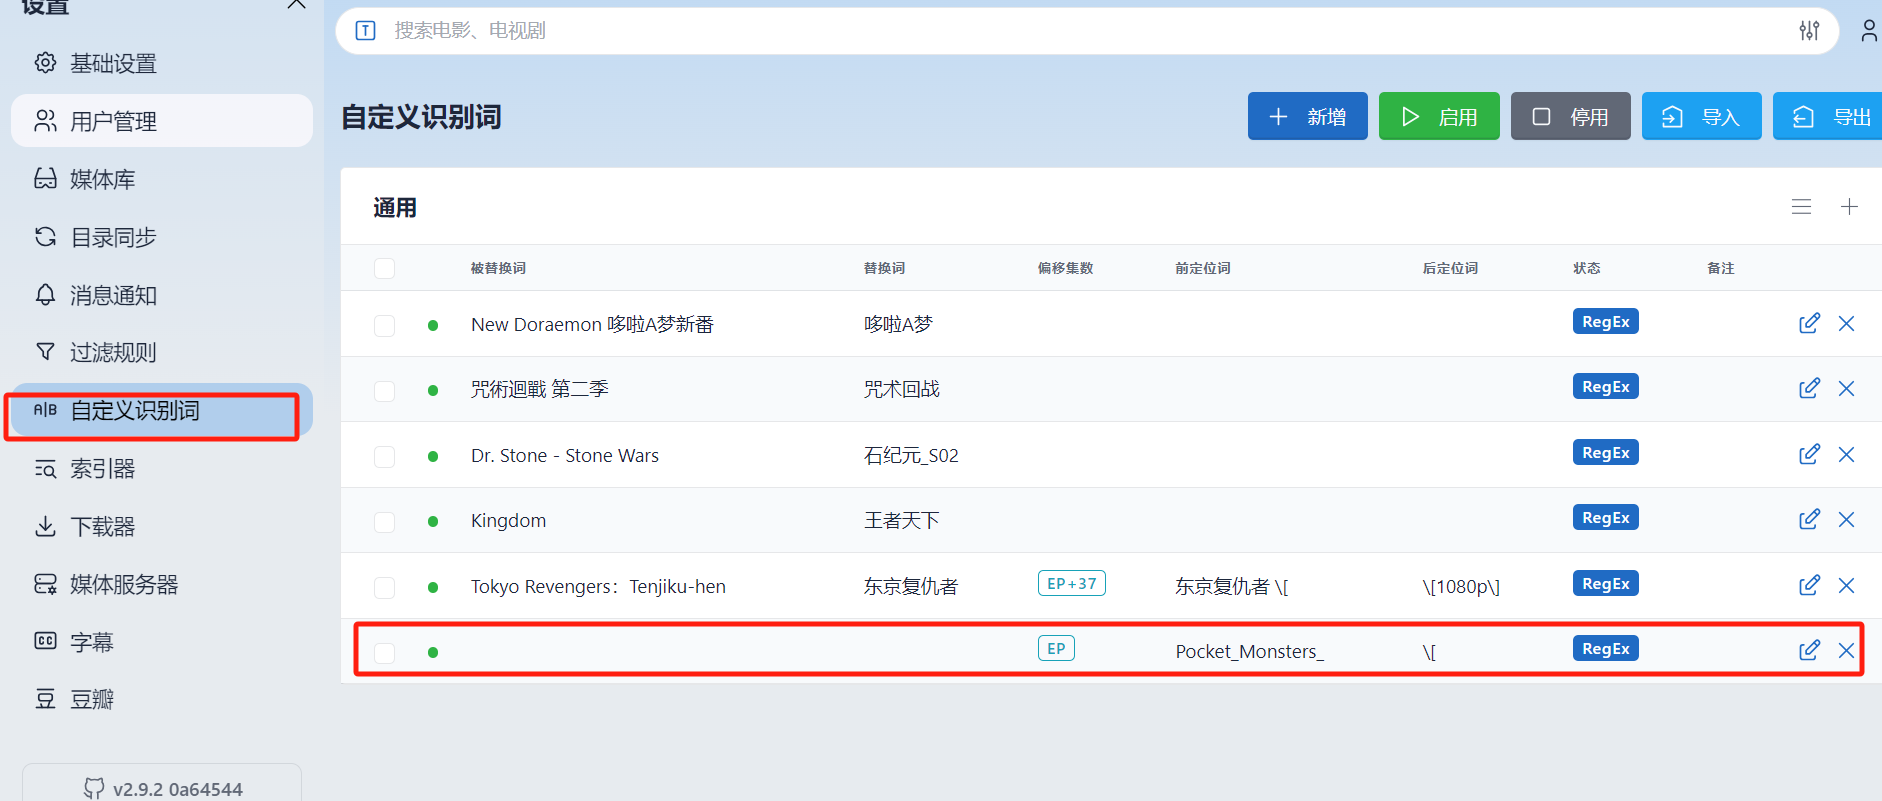 设置
基础设置
用户管理
媒体库
目录同步
消息通知
过滤规则
A|B 自定义识别词
索引器
下载器
媒体服务器
CC 字幕
豆 豆瓣
v2.9.2 0a64544
T 搜索电影、电视剧
自定义识别词
新增 启用 停用 导入 导出
通用
被替换词 替换词 偏移集数 前定位词 后定位词 状态 备注
New Doraemon 哆啦A梦新番 哆啦A梦 RegEx
咒術迴戰 第二季 咒术回战 RegEx
Dr. Stone - Stone Wars 石纪元_S02 RegEx
Kingdom 王者天下 RegEx
Tokyo Revengers：Tenjiku-hen 东京复仇者 EP+37 东京复仇者 \[ \[1080p\] RegEx
EP Pocket_Monsters_ \[ RegEx